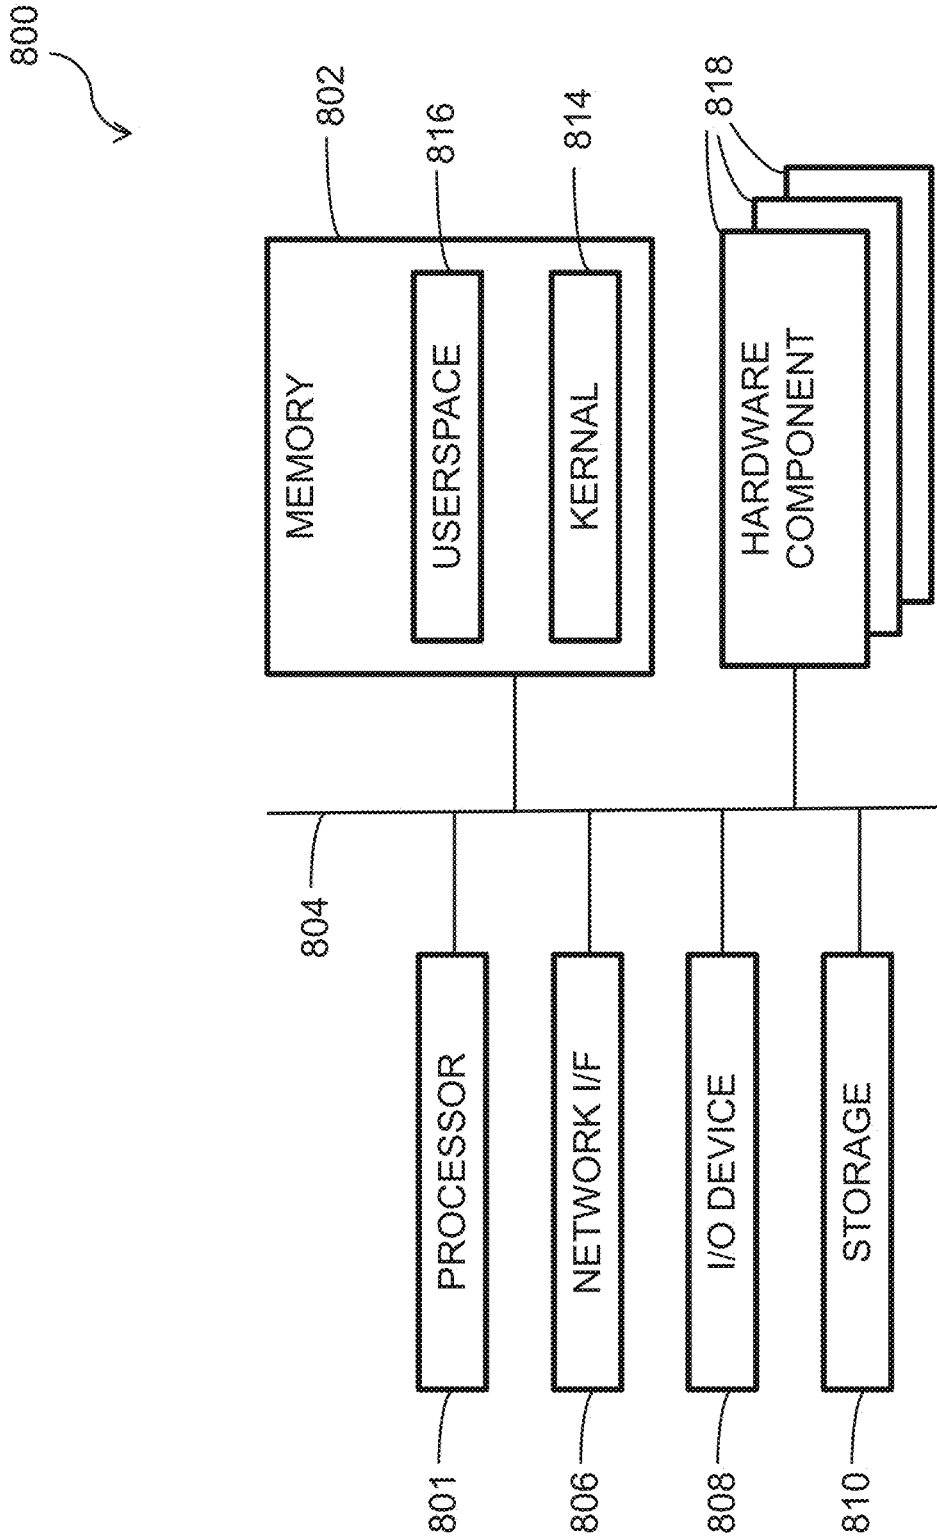 800
802
MEMORY
816
USERSPACE
814
KERNAL
818
HARDWARE
COMPONENT
804
801
PROCESSOR
806
NETWORK I/F
808
I/O DEVICE
810
STORAGE